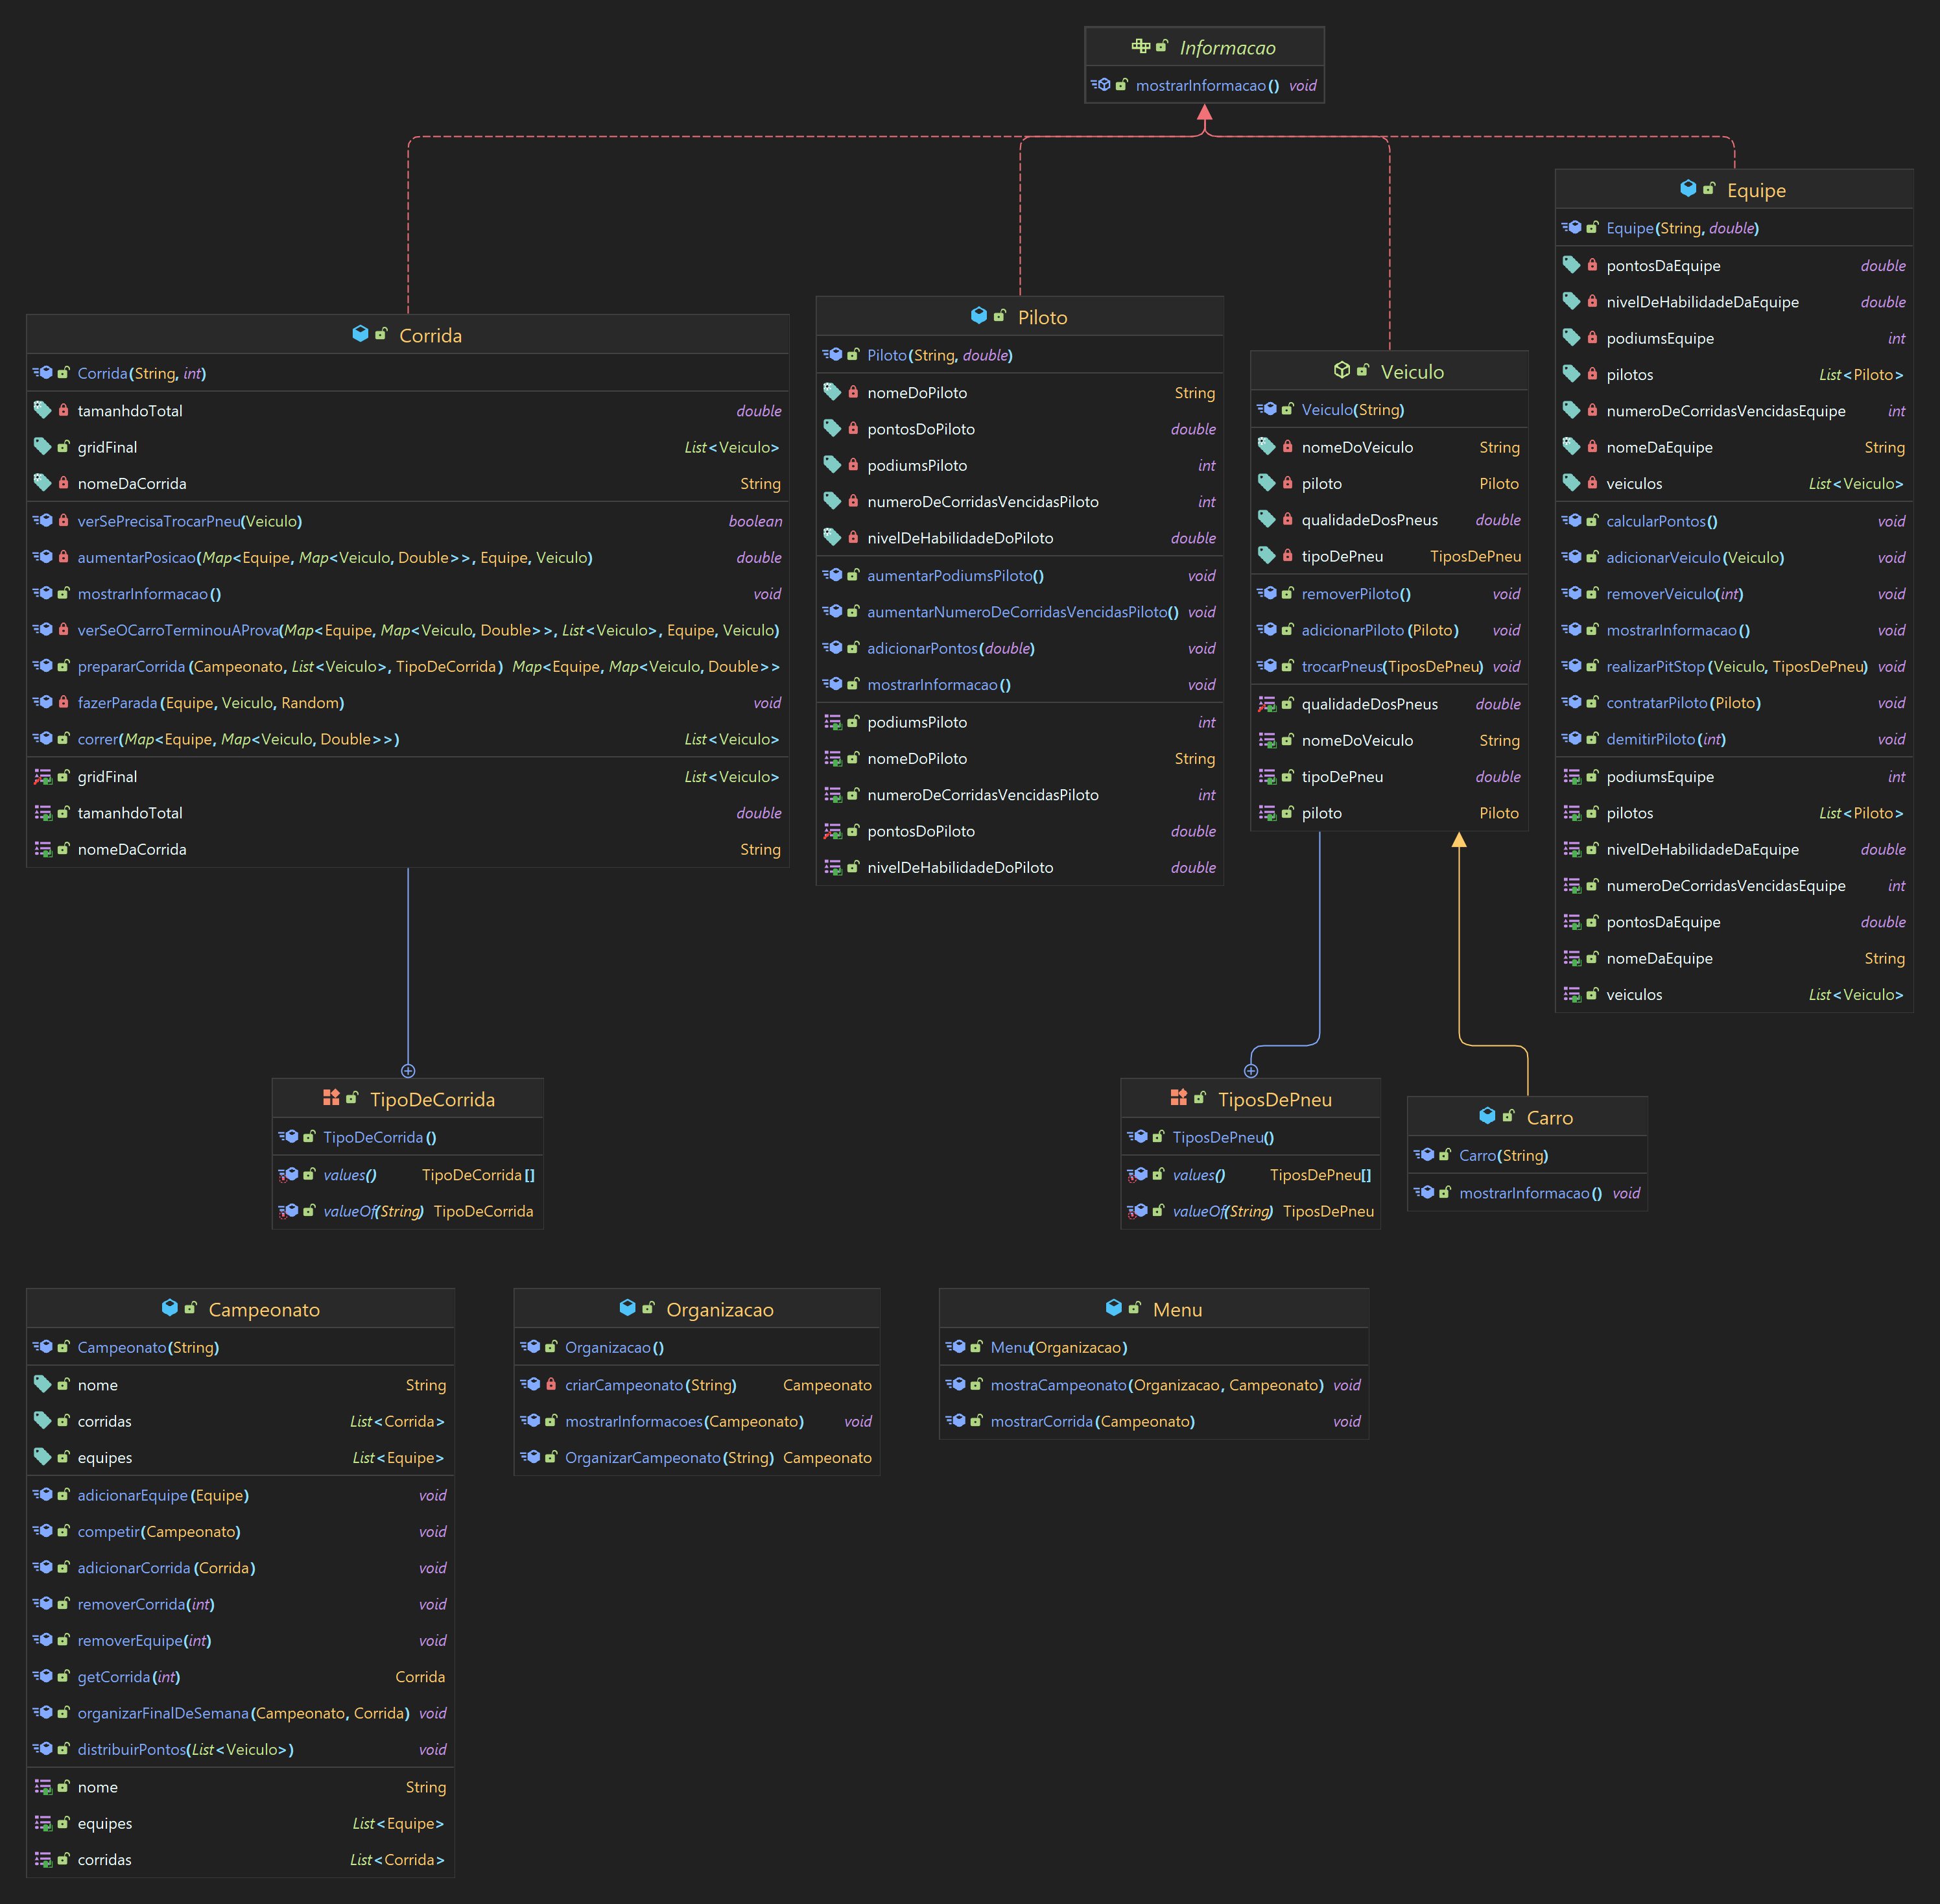 Informacao
mostrarInformacao() void
Equipe
Equipe(String, double)
pontosDaEquipe double
nivelDeHabilidadeDaEquipe double
podiumsEquipe int
pilotos List<Piloto>
numeroDeCorridasVencidasEquipe int
nomeDaEquipe String
veiculos List<Veiculo>
calcularPontos() void
adicionarVeiculo(Veiculo) void
removerVeiculo(int) void
mostrarInformacao() void
realizarPitStop(Veiculo, TiposDePneu) void
contratarPiloto(Piloto) void
demitirPiloto(int) void
podiumsEquipe int
pilotos List<Piloto>
nivelDeHabilidadeDaEquipe double
numeroDeCorridasVencidasEquipe int
pontosDaEquipe double
nomeDaEquipe String
veiculos List<Veiculo>
Corrida
Corrida(String, int)
tamanhdoTotal double
gridFinal List<Veiculo>
nomeDaCorrida String
verSePrecisaTrocarPneu(Veiculo) boolean
aumentarPosicao(Map<Equipe, Map<Veiculo, Double>>, Equipe, Veiculo) double
mostrarInformacao() void
verSeOCarroTerminouAProva(Map<Equipe, Map<Veiculo, Double>>, List<Veiculo>, Equipe, Veiculo)
prepararCorrida(Campeonato, List<Veiculo>, TipoDeCorrida) Map<Equipe, Map<Veiculo, Double>>
fazerParada(Equipe, Veiculo, Random) void
correr(Map<Equipe, Map<Veiculo, Double>>) List<Veiculo>
gridFinal List<Veiculo>
tamanhdoTotal double
nomeDaCorrida String
Piloto
Piloto(String, double)
nomeDoPiloto String
pontosDoPiloto double
podiumsPiloto int
numeroDeCorridasVencidasPiloto int
nivelDeHabilidadeDoPiloto double
aumentarPodiumsPiloto() void
aumentarNumeroDeCorridasVencidasPiloto() void
adicionarPontos(double) void
mostrarInformacao() void
podiumsPiloto int
nomeDoPiloto String
numeroDeCorridasVencidasPiloto int
pontosDoPiloto double
nivelDeHabilidadeDoPiloto double
Veiculo
Veiculo(String)
nomeDoVeiculo String
piloto Piloto
qualidadeDosPneus double
tipoDePneu TiposDePneu
removerPiloto() void
adicionarPiloto(Piloto) void
trocarPneus(TiposDePneu) void
qualidadeDosPneus double
nomeDoVeiculo String
tipoDePneu double
piloto Piloto
TipoDeCorrida
TipoDeCorrida()
values() TipoDeCorrida[]
valueOf(String) TipoDeCorrida
TiposDePneu
TiposDePneu()
values() TiposDePneu[]
valueOf(String) TiposDePneu
Carro
Carro(String)
mostrarInformacao() void
Campeonato
Campeonato(String)
nome String
corridas List<Corrida>
equipes List<Equipe>
adicionarEquipe(Equipe) void
competir(Campeonato) void
adicionarCorrida(Corrida) void
removerCorrida(int) void
removerEquipe(int) void
getCorrida(int) Corrida
organizarFinalDeSemana(Campeonato, Corrida) void
distribuirPontos(List<Veiculo>) void
nome String
equipes List<Equipe>
corridas List<Corrida>
Organizacao
Organizacao()
criarCampeonato(String) Campeonato
mostrarInformacoes(Campeonato) void
OrganizarCampeonato(String) Campeonato
Menu
Menu(Organizacao)
mostraCampeonato(Organizacao, Campeonato) void
mostrarCorrida(Campeonato) void